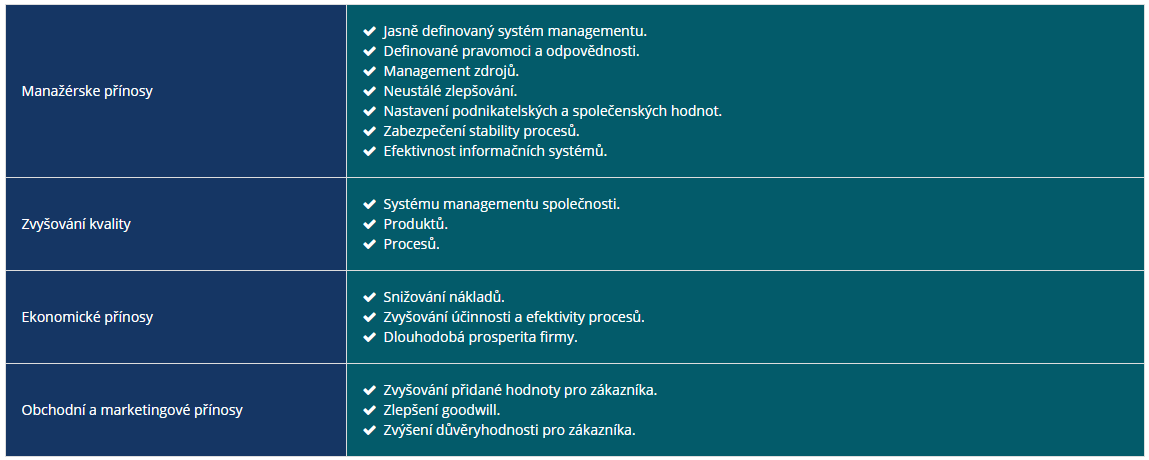 Manažérske přínosy
Jasně definovaný systém managementu.
Definované pravomoci a odpovědnosti.
Management zdrojů.
Neustálé zlepšování.
Nastavení podnikatelských a společenských hodnot.
Zabezpečení stability procesů.
Efektivnost informačních systémů.
Zvyšování kvality
Systému managementu společnosti.
Produktů.
Procesů.
Ekonomické přínosy
Snižování nákladů.
Zvyšování účinnosti a efektivity procesů.
Dlouhodobá prosperita firmy.
Obchodní a marketingové přínosy
Zvyšování přidané hodnoty pro zákazníka.
Zlepšení goodwill.
Zvýšení důvěryhodnosti pro zákazníka.